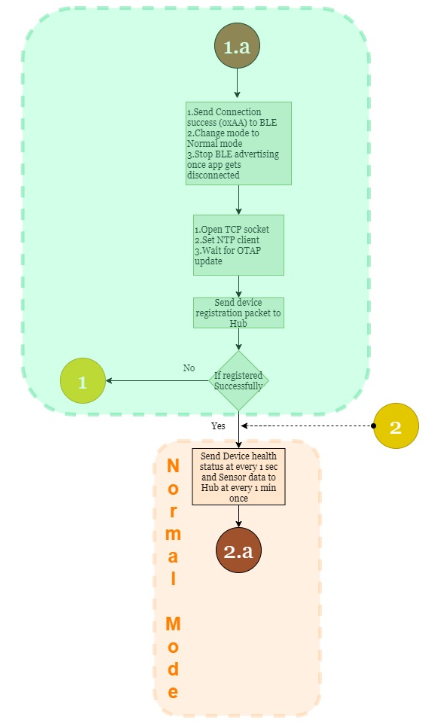 1.a
1.Send Connection
success (oxAA) to BLE
2.Change mode to
Normal mode
3.Stop BLE advertising
once app gets
disconnected
1.Open TCP socket
2.Set NTP client
3.Wait for OTAP
update
Send device
registration packet to
Hub
If registered
Successfully
No
1
Yes
2
Send Device health
status at every 1 sec
and Sensor data to
Hub at every 1 min
once
2.a
Normal Mode